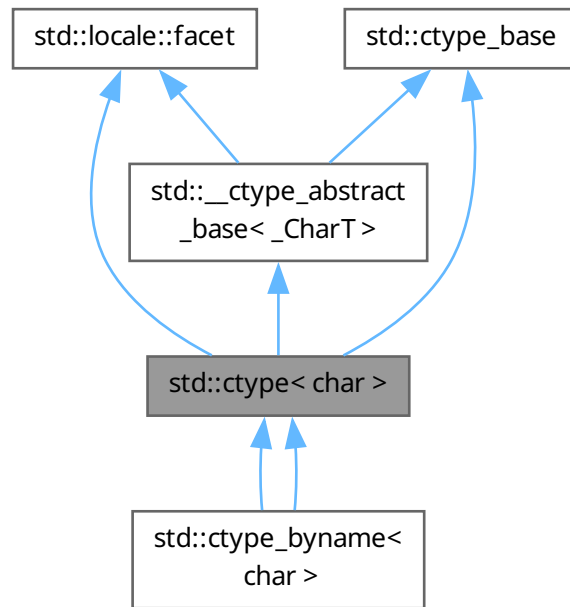 std::locale::facet
std::ctype_base
std::__ctype_abstract
_base< _CharT >
std::ctype< char >
std::ctype_byname<
char >